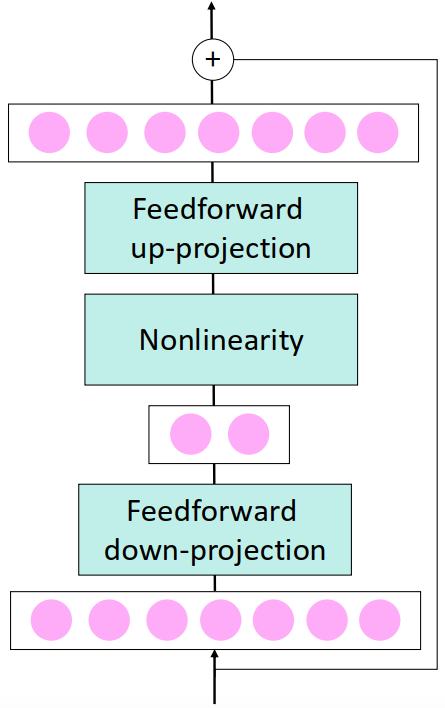 +
Feedforward
up-projection
Nonlinearity
Feedforward
down-projection